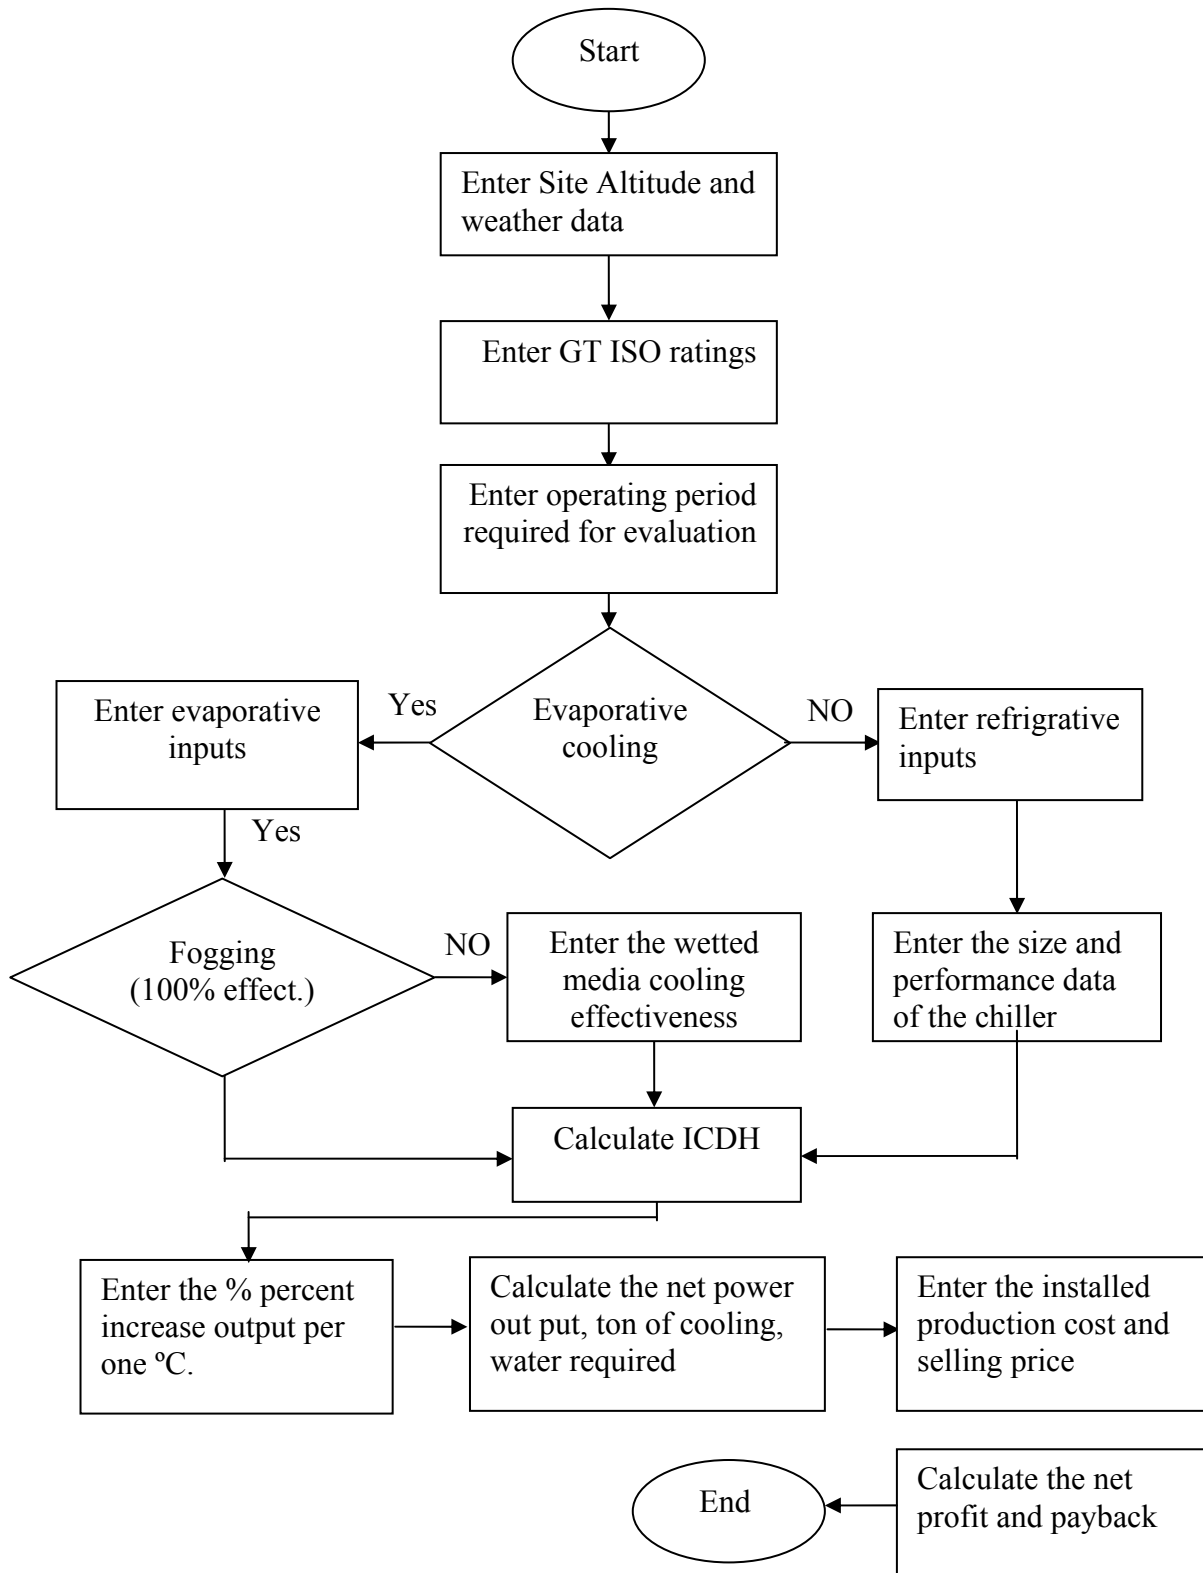 Start
Enter Site Altitude and
weather data
Enter GT ISO ratings
Enter operating period
required for evaluation
Evaporative
cooling
Yes
NO
Enter evaporative
inputs
Enter refrigrative
inputs
Yes
Fogging
(100% effect.)
NO
Enter the wetted
media cooling
effectiveness
Enter the size and
performance data
of the chiller
Calculate ICDH
Enter the % percent
increase output per
one ºC.
Calculate the net power
out put, ton of cooling,
water required
Enter the installed
production cost and
selling price
Calculate the net
profit and payback
End